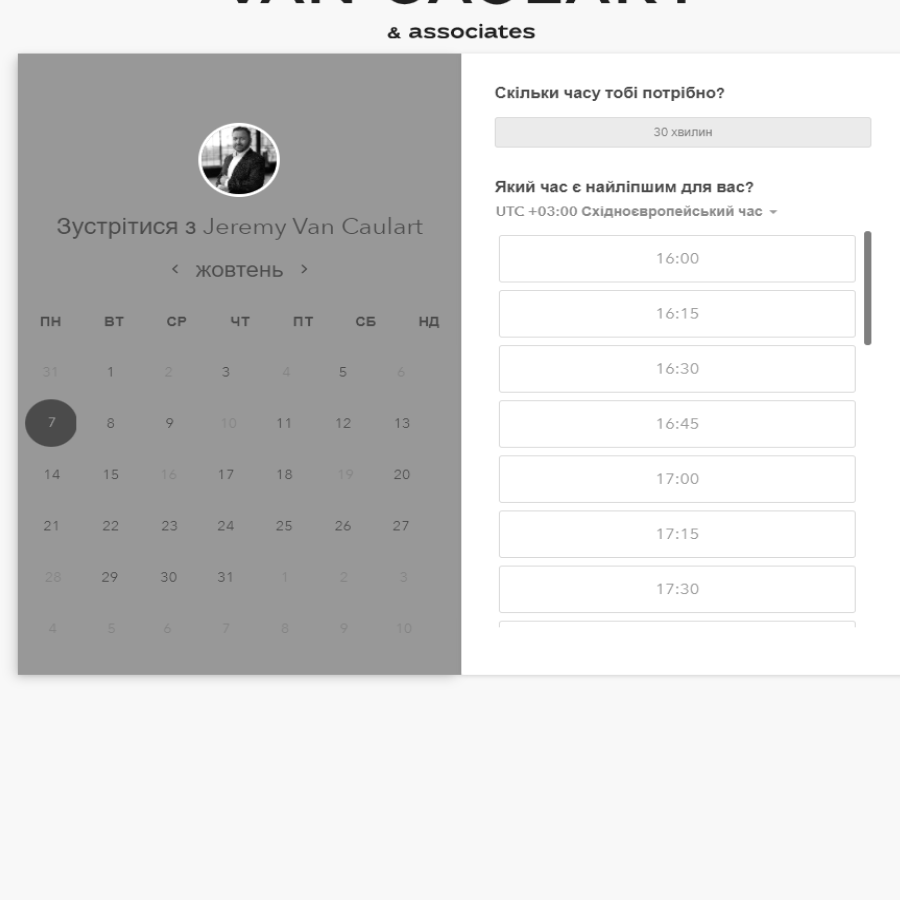 VAN CAULART
& associates
Зустрітися з Jeremy Van Caulart
жовтень
ПН ВТ СР ЧТ ПТ СБ НД
31 1 2 3 4 5 6
7 8 9 10 11 12 13
14 15 16 17 18 19 20
21 22 23 24 25 26 27
28 29 30 31 1 2 3
4 5 6 7 8 9 10
Скільки часу тобі потрібно?
30 хвилин
Який час є найліпшим для вас?
UTC +03:00 Східноєвропейський час
16:00
16:15
16:30
16:45
17:00
17:15
17:30